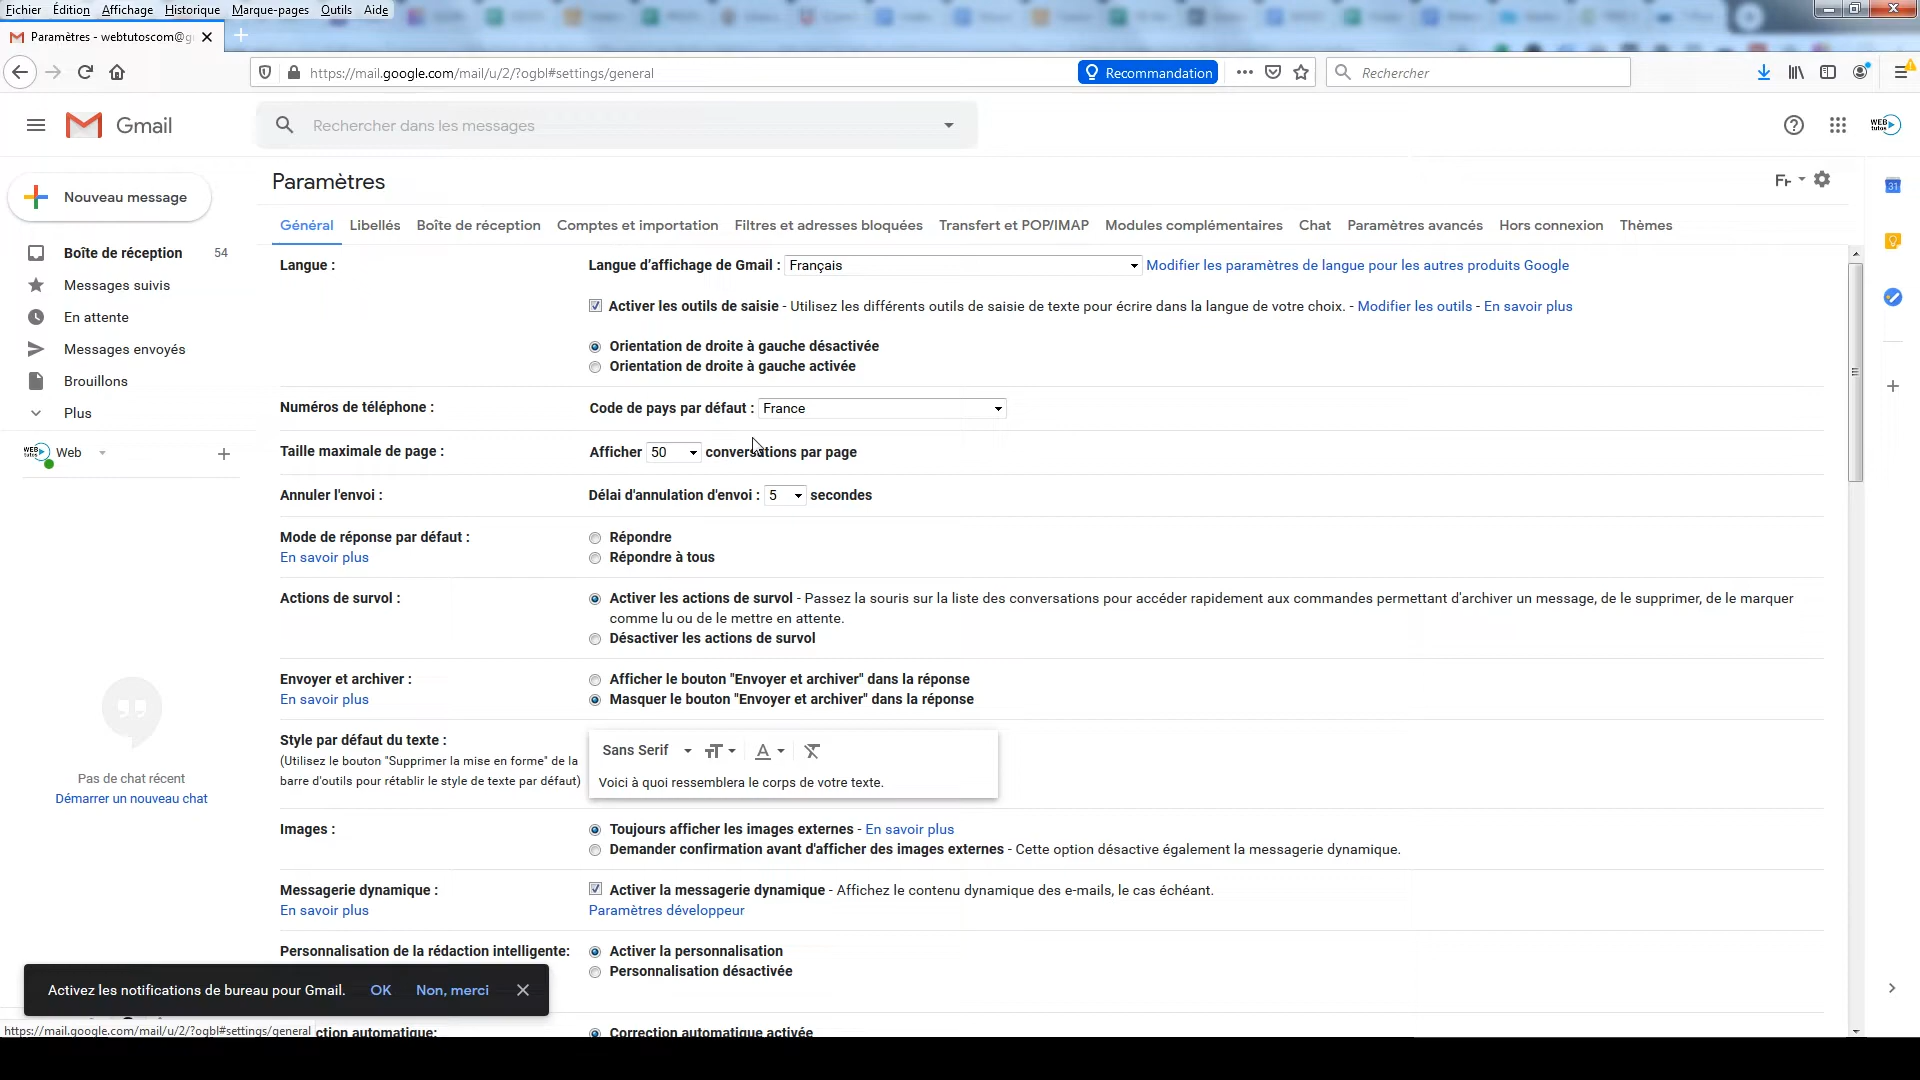 Fichier Édition Affichage Historique Marque-pages Outils Aide
Paramètres - webtutoscom@g
https://mail.google.com/mail/u/2/?ogbl#settings/general
Recommandation
Rechercher
Gmail
Rechercher dans les messages
Nouveau message
Boîte de réception 54
Messages suivis
En attente
Messages envoyés
Brouillons
Plus
Web
Pas de chat récent
Démarrer un nouveau chat
Paramètres
Fr
Général Libellés Boîte de réception Comptes et importation Filtres et adresses bloquées Transfert et POP/IMAP Modules complémentaires Chat Paramètres avancés Hors connexion Thèmes
Langue : Langue d'affichage de Gmail : Français Modifier les paramètres de langue pour les autres produits Google
Activer les outils de saisie - Utilisez les différents outils de saisie de texte pour écrire dans la langue de votre choix. - Modifier les outils - En savoir plus
Orientation de droite à gauche désactivée
Orientation de droite à gauche activée
Numéros de téléphone : Code de pays par défaut : France
Taille maximale de page : Afficher 50 conversations par page
Annuler l'envoi : Délai d'annulation d'envoi : 5 secondes
Mode de réponse par défaut : Répondre
En savoir plus Répondre à tous
Actions de survol : Activer les actions de survol - Passez la souris sur la liste des conversations pour accéder rapidement aux commandes permettant d'archiver un message, de le supprimer, de le marquer
comme lu ou de le mettre en attente.
Désactiver les actions de survol
Envoyer et archiver : Afficher le bouton "Envoyer et archiver" dans la réponse
En savoir plus Masquer le bouton "Envoyer et archiver" dans la réponse
Style par défaut du texte :
(Utilisez le bouton "Supprimer la mise en forme" de la
barre d'outils pour rétablir le style de texte par défaut)
Sans Serif
Voici à quoi ressemblera le corps de votre texte.
Images : Toujours afficher les images externes - En savoir plus
Demander confirmation avant d'afficher des images externes - Cette option désactive également la messagerie dynamique.
Messagerie dynamique : Activer la messagerie dynamique - Affichez le contenu dynamique des e-mails, le cas échéant.
En savoir plus Paramètres développeur
Personnalisation de la rédaction intelligente: Activer la personnalisation
Personnalisation désactivée
Activez les notifications de bureau pour Gmail. OK Non, merci
https://mail.google.com/mail/u/2/?ogbl#settings/general
ction automatique: Correction automatique activée